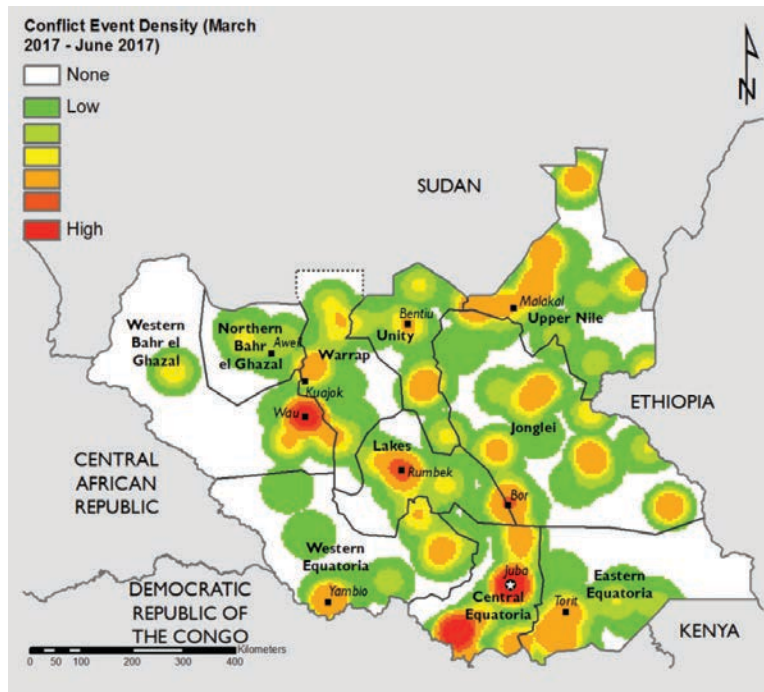 Conflict Event Density (March
2017 - June 2017)
None
Low
High
N
SUDAN
Malakal
Upper Nile
Bentiu
Unity
Western
Bahr el
Ghazal
Northern
Bahr
el Ghazal
Aweil
Warrap
Kuajok
Wau
ETHIOPIA
Jonglei
Lakes
Rumbek
Bor
CENTRAL
AFRICAN
REPUBLIC
Western
Equatoria
Juba
Central
Equatoria
Eastern
Equatoria
Torit
Yambio
DEMOCRATIC
REPUBLIC OF
THE CONGO
KENYA
Kilometers
0 50 100 200 300 400